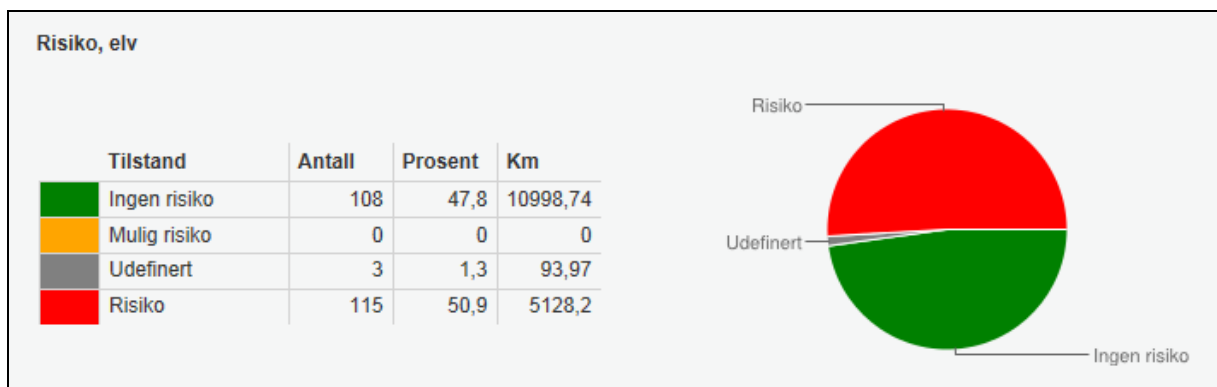 Risiko, elv
Tilstand Antall Prosent Km
Ingen risiko 108 47,8 10998,74
Mulig risiko 0 0 0
Udefinert 3 1,3 93,97
Risiko 115 50,9 5128,2
Risiko
Udefinert
Ingen risiko